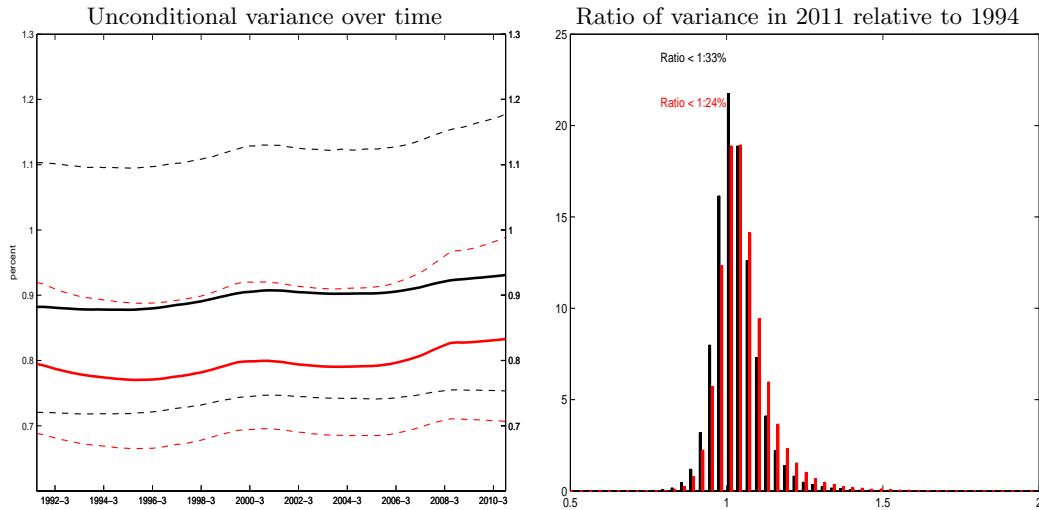 Unconditional variance over time
1.3 1.3
1.2 1.2
1.1 1.1
1 1
percent
0.9 0.9
0.8 0.8
0.7 0.7
1992–3 1994–3 1996–3 1998–3 2000–3 2002–3 2004–3 2006–3 2008–3 2010–3
Ratio of variance in 2011 relative to 1994
25
Ratio < 1:33%
Ratio < 1:24%
20
15
10
5
0
0.5 1 1.5 2